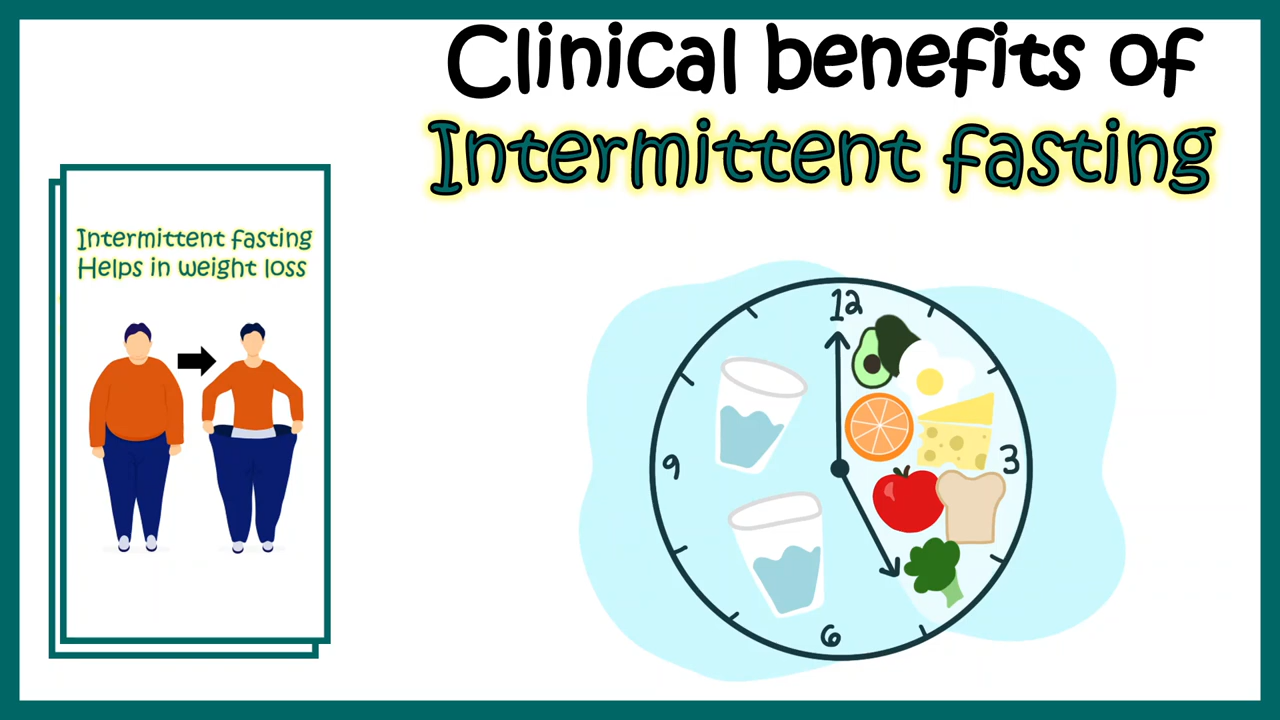 Clinical benefits of
Intermittent fasting
Intermittent fasting
Helps in weight loss
12
3
6
9